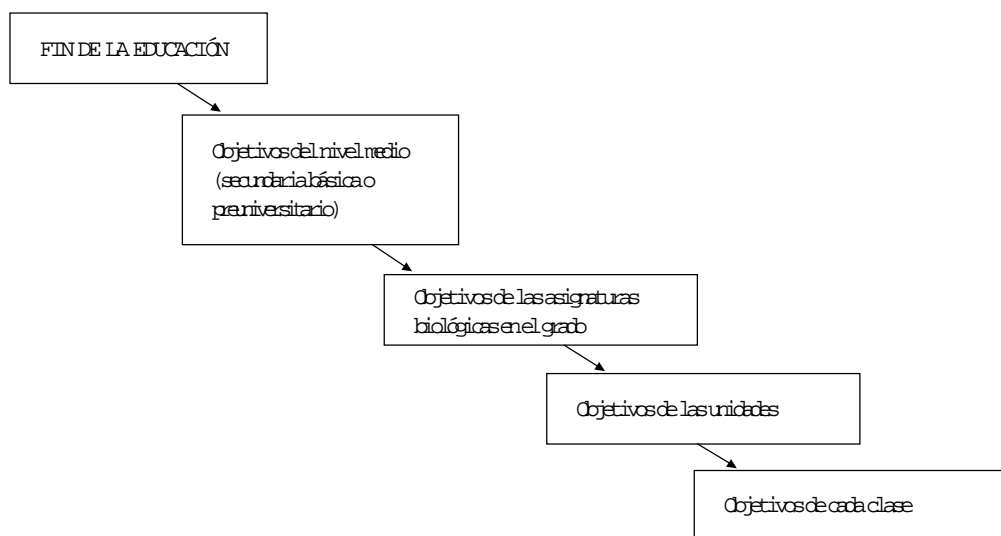 FIN DE LA EDUCACIÓN
Objetivos del nivel medio
(secundaria básica o
preuniversitario)
Objetivos de las asignaturas
biológicas en el grado
Objetivos de las unidades
Objetivos de cada clase